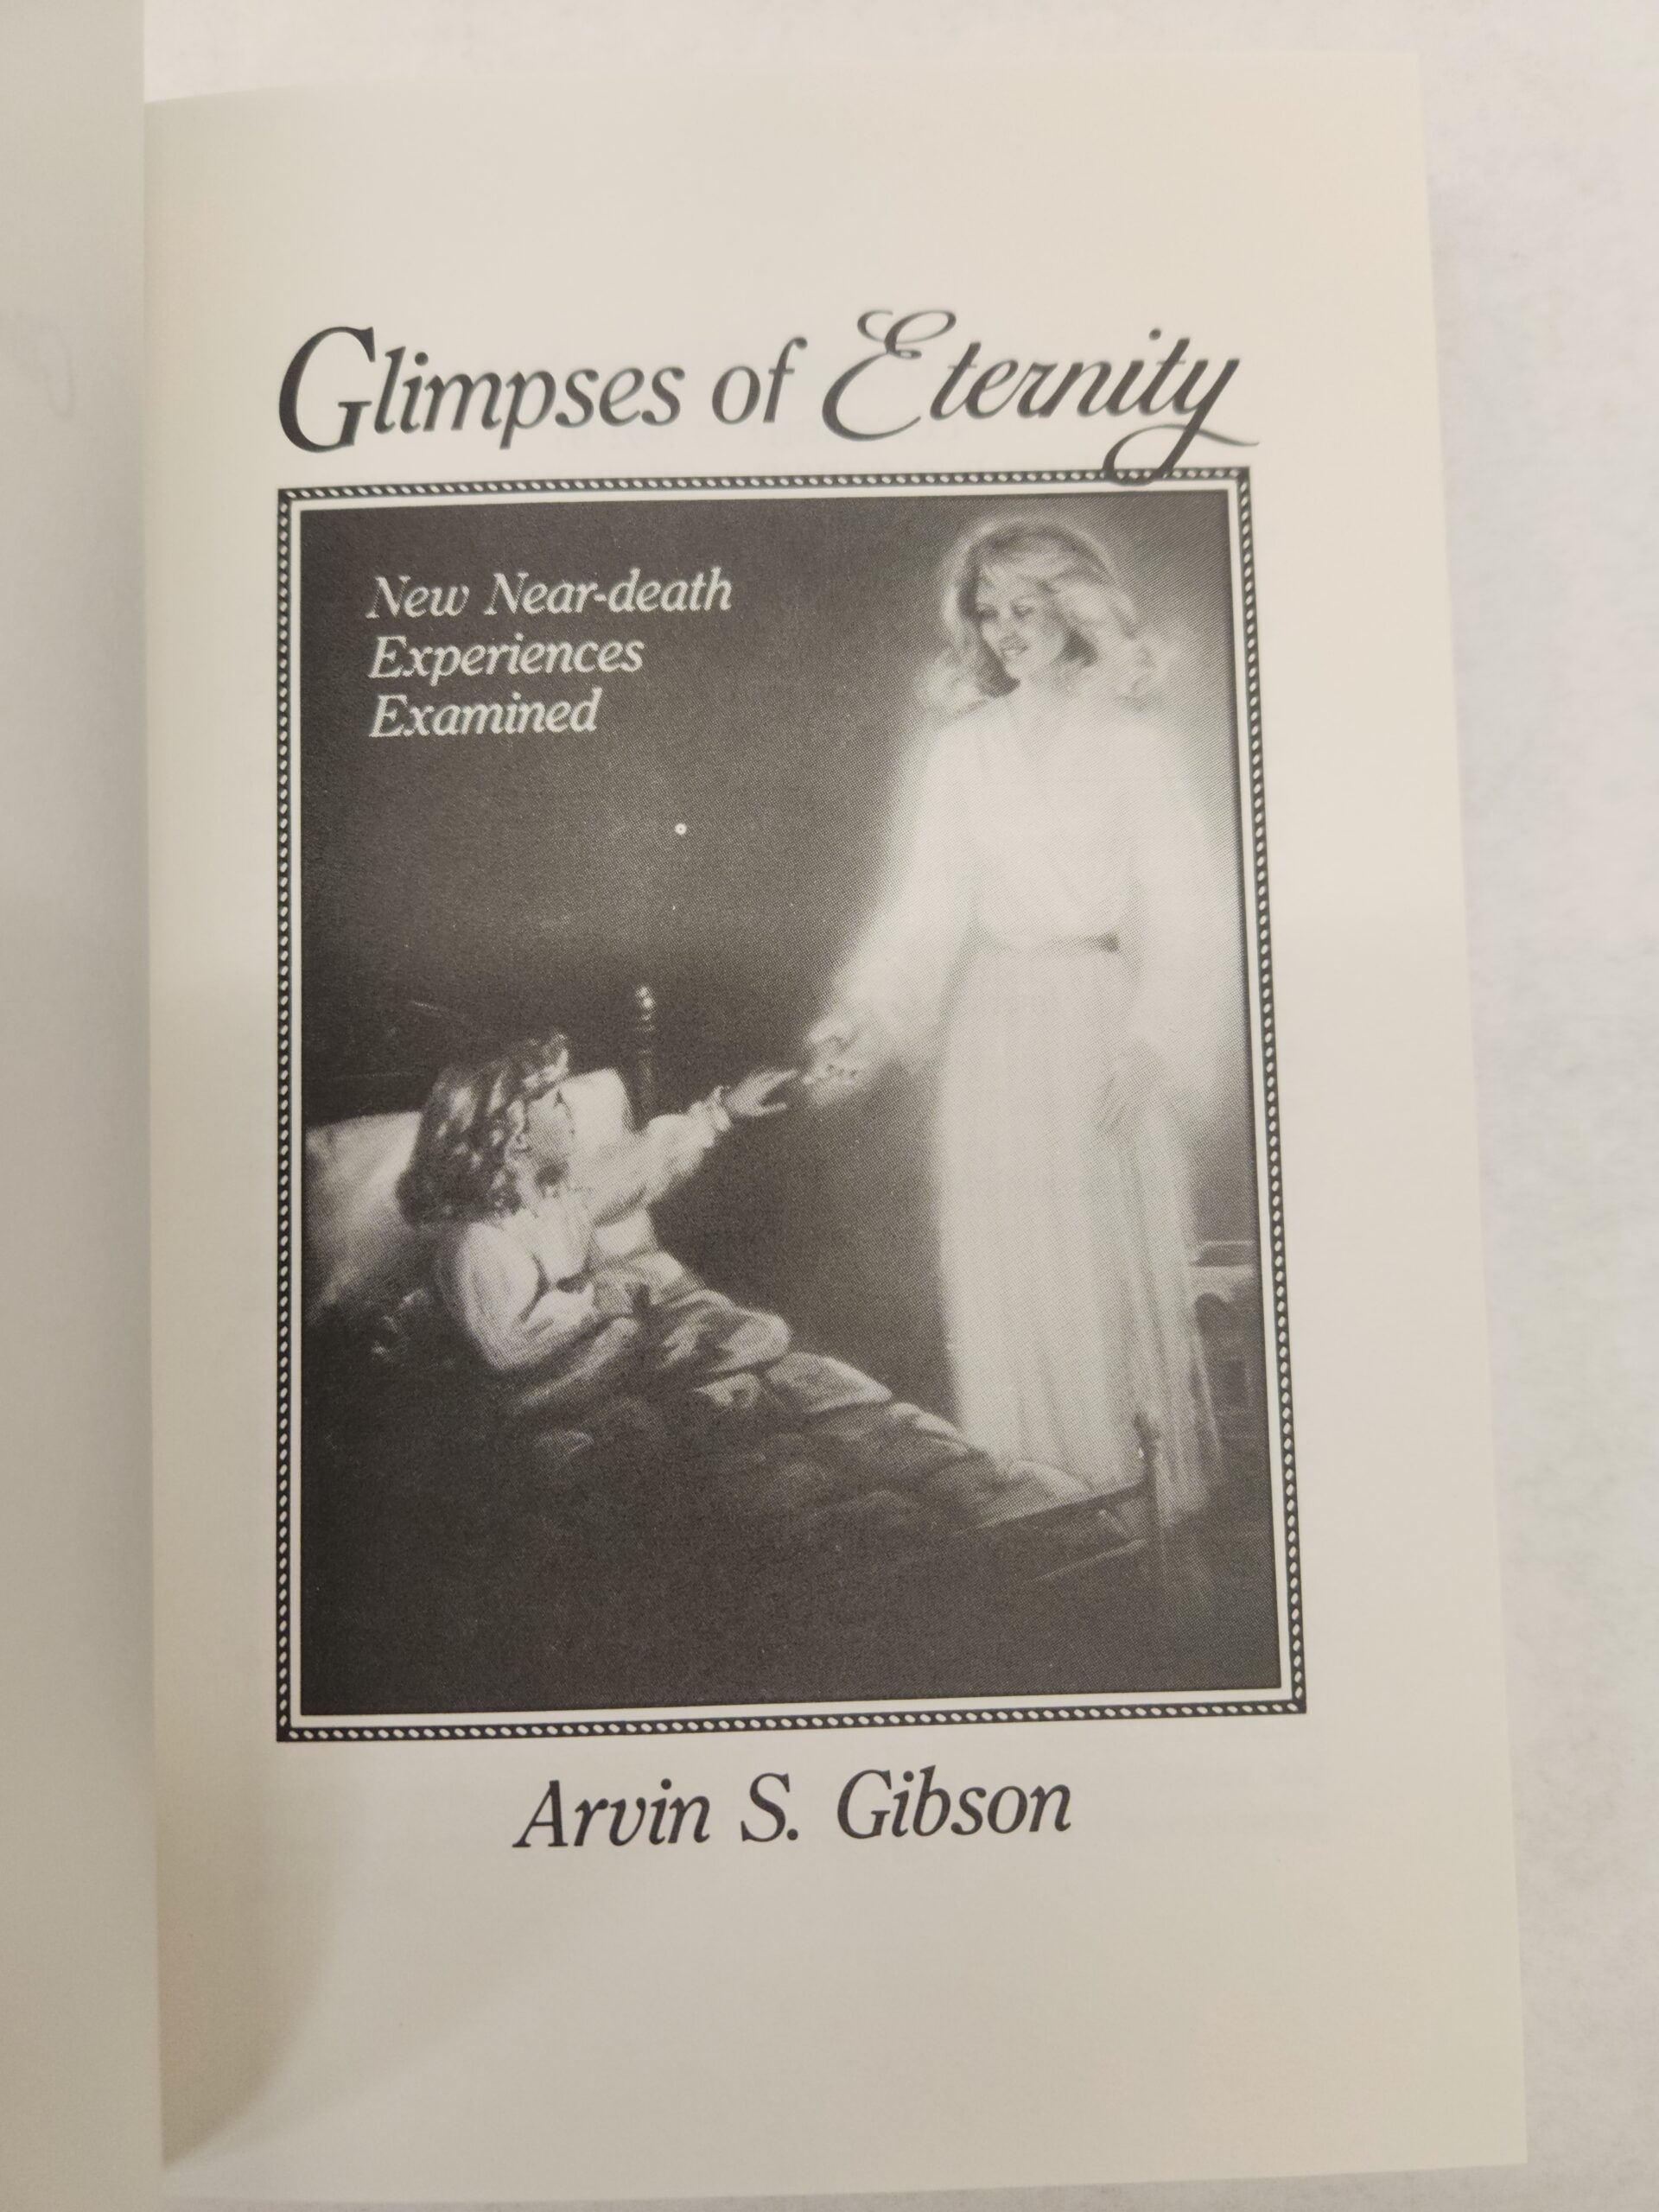 Glimpses of Eternity
New Near-death
Experiences
Examined
Arvin S. Gibson